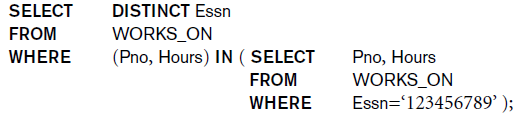 SELECT DISTINCT Essn
FROM WORKS_ON
WHERE (Pno, Hours) IN ( SELECT Pno, Hours
FROM WORKS_ON
WHERE Essn=‘123456789’ );